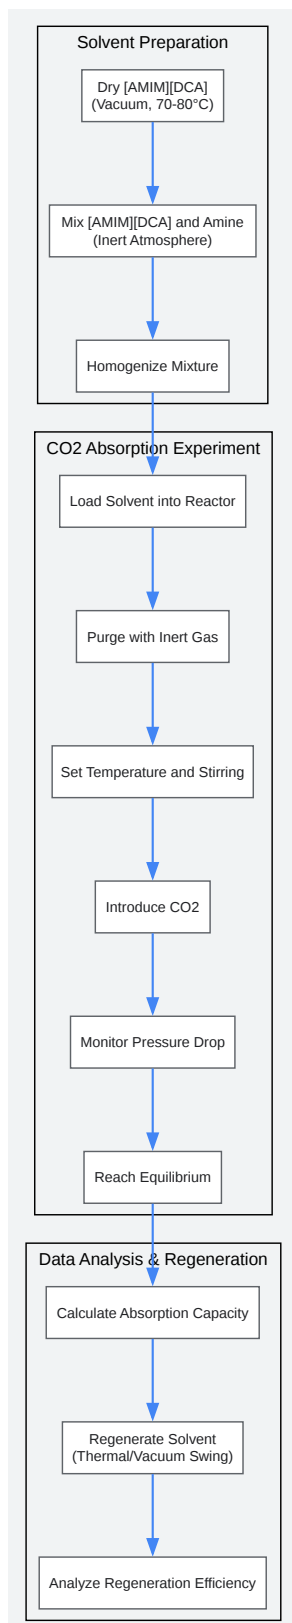 Solvent Preparation
Dry [AMIM][DCA]
(Vacuum, 70-80°C)
Mix [AMIM][DCA] and Amine
(Inert Atmosphere)
Homogenize Mixture
CO2 Absorption Experiment
Load Solvent into Reactor
Purge with Inert Gas
Set Temperature and Stirring
Introduce CO2
Monitor Pressure Drop
Reach Equilibrium
Data Analysis & Regeneration
Calculate Absorption Capacity
Regenerate Solvent
(Thermal/Vacuum Swing)
Analyze Regeneration Efficiency